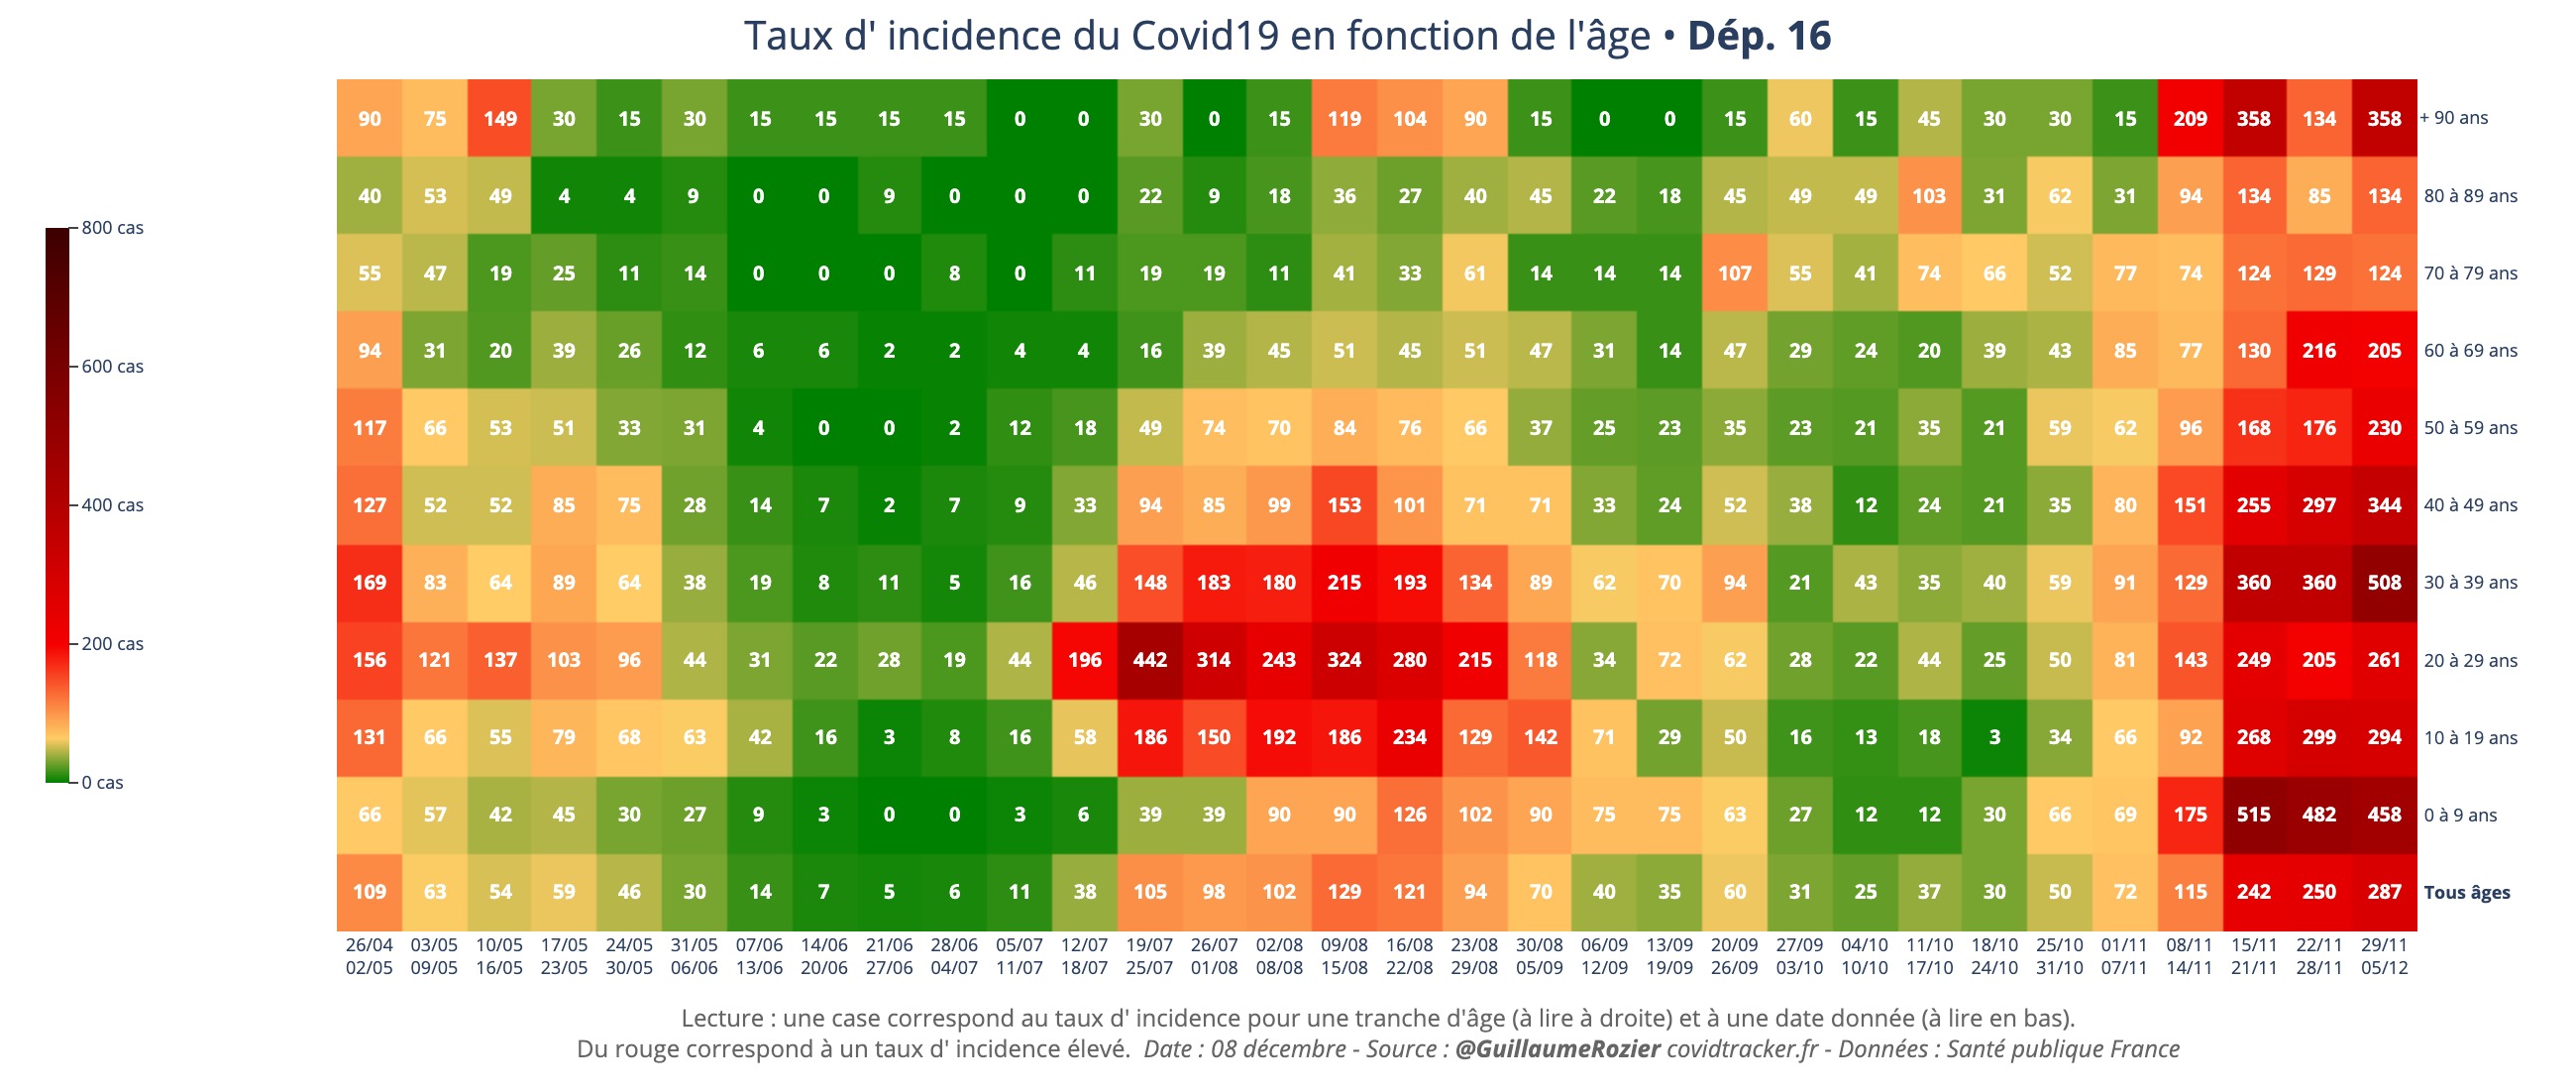 Taux d' incidence du Covid19 en fonction de l'âge • Dép. 16
800 cas
600 cas
400 cas
200 cas
0 cas
90 75 149 30 15 30 15 15 15 15 0 0 30 0 15 119 104 90 15 0 0 15 60 15 45 30 30 15 209 358 134 358 + 90 ans
40 53 49 4 4 9 0 0 9 0 0 0 22 9 18 36 27 40 45 22 18 45 49 49 103 31 62 31 94 134 85 134 80 à 89 ans
55 47 19 25 11 14 0 0 0 8 0 11 19 19 11 41 33 61 14 14 14 107 55 41 74 66 52 77 74 124 129 124 70 à 79 ans
94 31 20 39 26 12 6 6 2 2 4 4 16 39 45 51 45 51 47 31 14 47 29 24 20 39 43 85 77 130 216 205 60 à 69 ans
117 66 53 51 33 31 4 0 0 2 12 18 49 74 70 84 76 66 37 25 23 35 23 21 35 21 59 62 96 168 176 230 50 à 59 ans
127 52 52 85 75 28 14 7 2 7 9 33 94 85 99 153 101 71 71 33 24 52 38 12 24 21 35 80 151 255 297 344 40 à 49 ans
169 83 64 89 64 38 19 8 11 5 16 46 148 183 180 215 193 134 89 62 70 94 21 43 35 40 59 91 129 360 360 508 30 à 39 ans
156 121 137 103 96 44 31 22 28 19 44 196 442 314 243 324 280 215 118 34 72 62 28 22 44 25 50 81 143 249 205 261 20 à 29 ans
131 66 55 79 68 63 42 16 3 8 16 58 186 150 192 186 234 129 142 71 29 50 16 13 18 3 34 66 92 268 299 294 10 à 19 ans
66 57 42 45 30 27 9 3 0 0 3 6 39 39 90 90 126 102 90 75 75 63 27 12 12 30 66 69 175 515 482 458 0 à 9 ans
109 63 54 59 46 30 14 7 5 6 11 38 105 98 102 129 121 94 70 40 35 60 31 25 37 30 50 72 115 242 250 287 Tous âges
26/04 03/05 10/05 17/05 24/05 31/05 07/06 14/06 21/06 28/06 05/07 12/07 19/07 26/07 02/08 09/08 16/08 23/08 30/08 06/09 13/09 20/09 27/09 04/10 11/10 18/10 25/10 01/11 08/11 15/11 22/11 29/11
02/05 09/05 16/05 23/05 30/05 06/06 13/06 20/06 27/06 04/07 11/07 18/07 25/07 01/08 08/08 15/08 22/08 29/08 05/09 12/09 19/09 26/09 03/10 10/10 17/10 24/10 31/10 07/11 14/11 21/11 28/11 05/12
Lecture : une case correspond au taux d' incidence pour une tranche d'âge (à lire à droite) et à une date donnée (à lire en bas).
Du rouge correspond à un taux d' incidence élevé. Date : 08 décembre - Source : @GuillaumeRozier covidtracker.fr - Données : Santé publique France